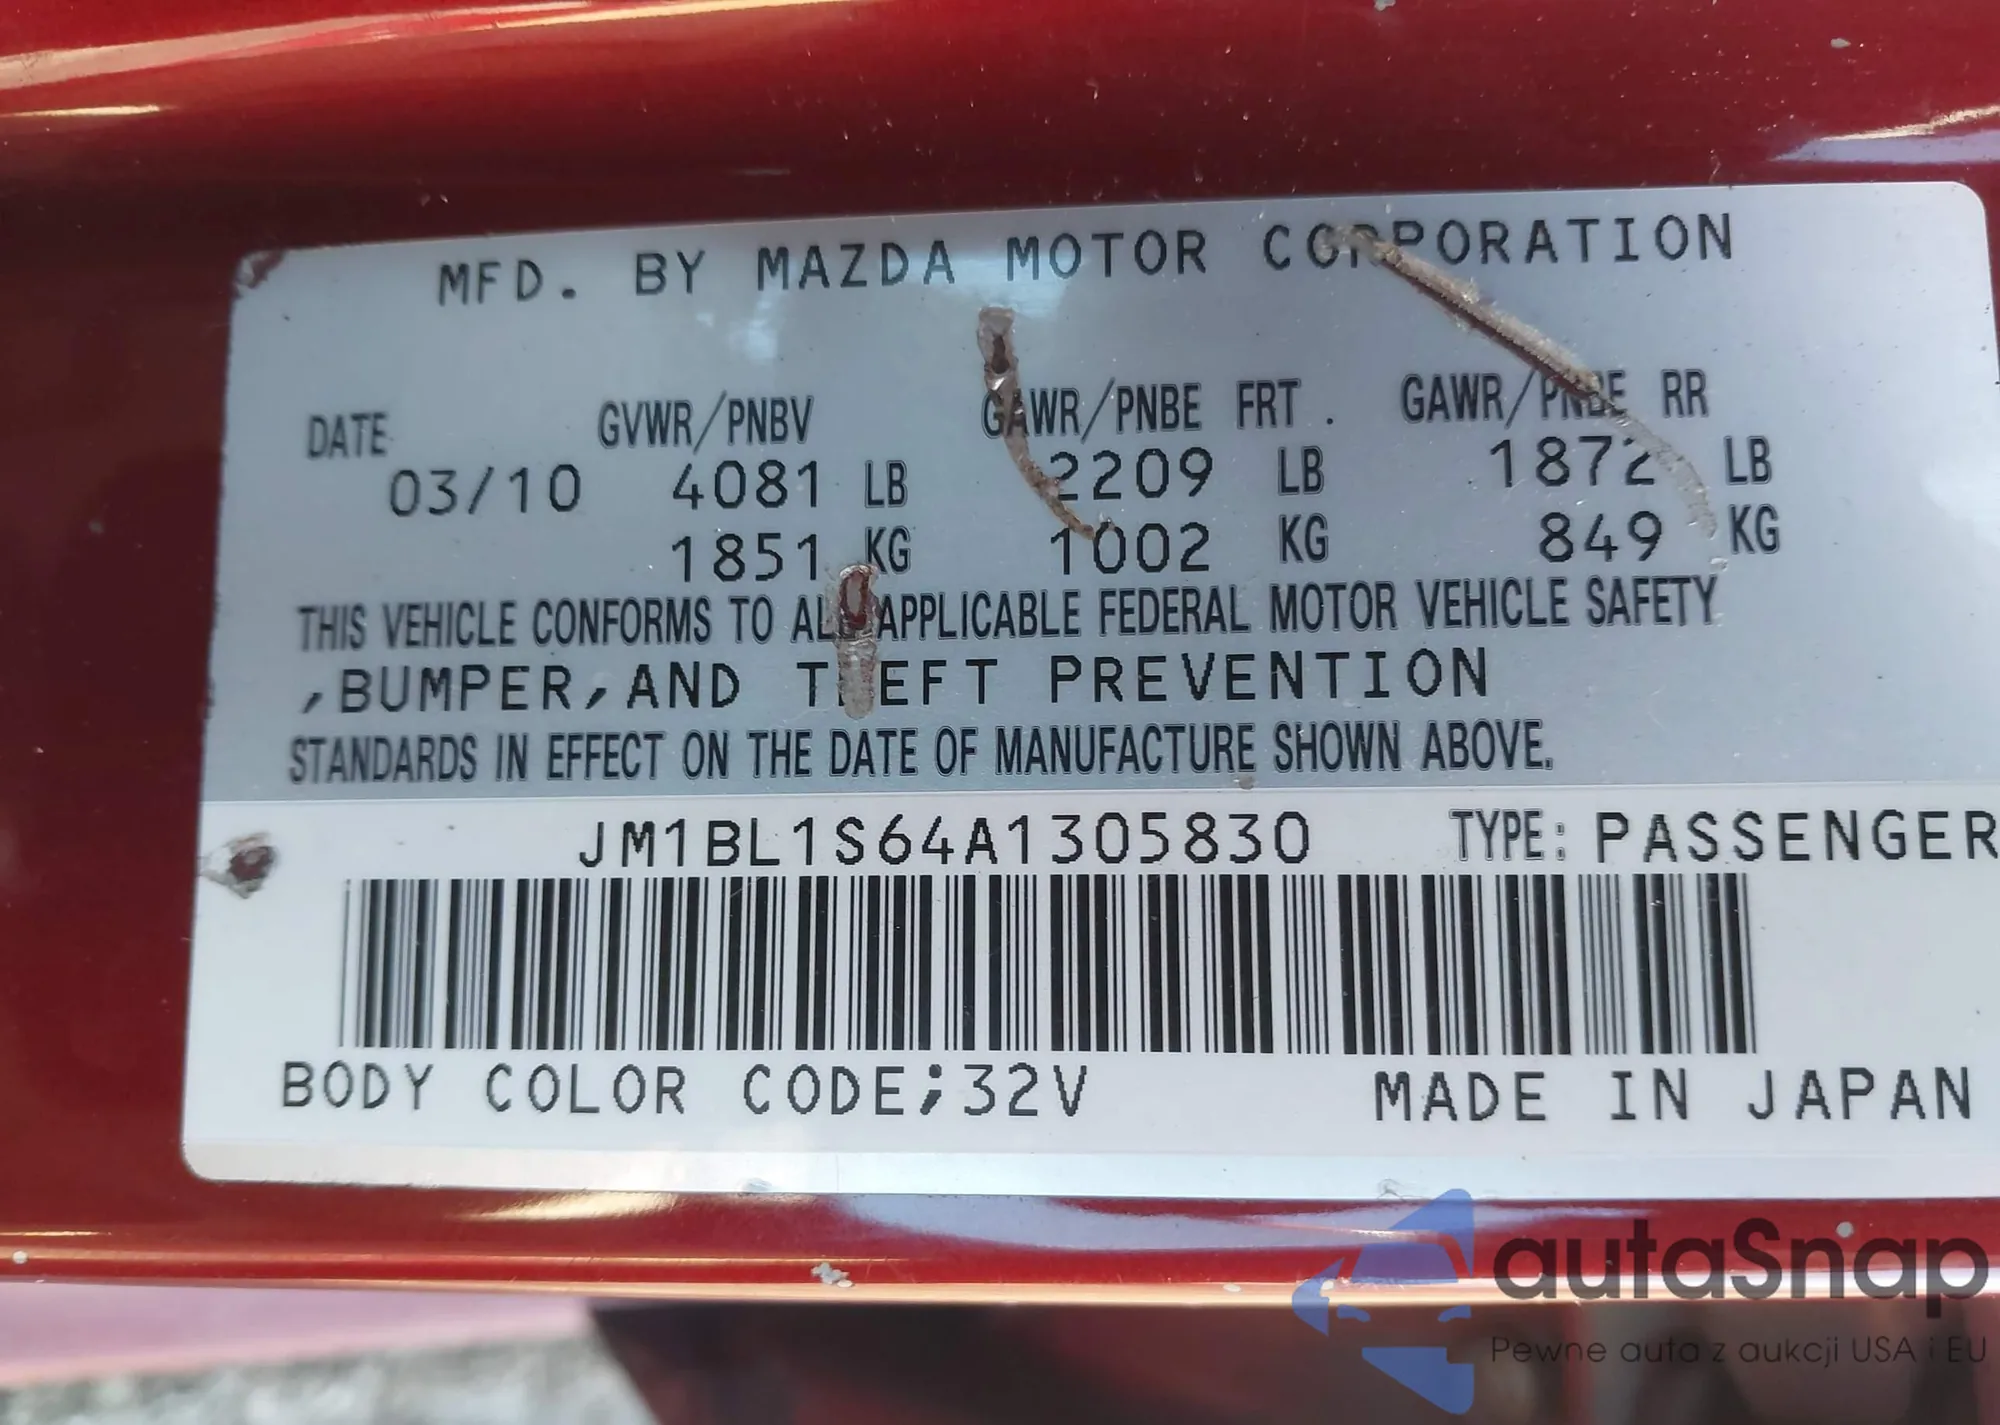 MFD. BY MAZDA MOTOR CORPORATION
DATE GVWR/PNBV GAWR/PNBE FRT. GAWR/PNBE RR
03/10 4081 LB 2209 LB 1872 LB
1851 KG 1002 KG 849 KG
THIS VEHICLE CONFORMS TO ALL APPLICABLE FEDERAL MOTOR VEHICLE SAFETY
,BUMPER,AND THEFT PREVENTION
STANDARDS IN EFFECT ON THE DATE OF MANUFACTURE SHOWN ABOVE.
JM1BL1S64A1305830 TYPE: PASSENGER
BODY COLOR CODE;32V MADE IN JAPAN
autaSnap
Pewne auta z aukcji USA i EU